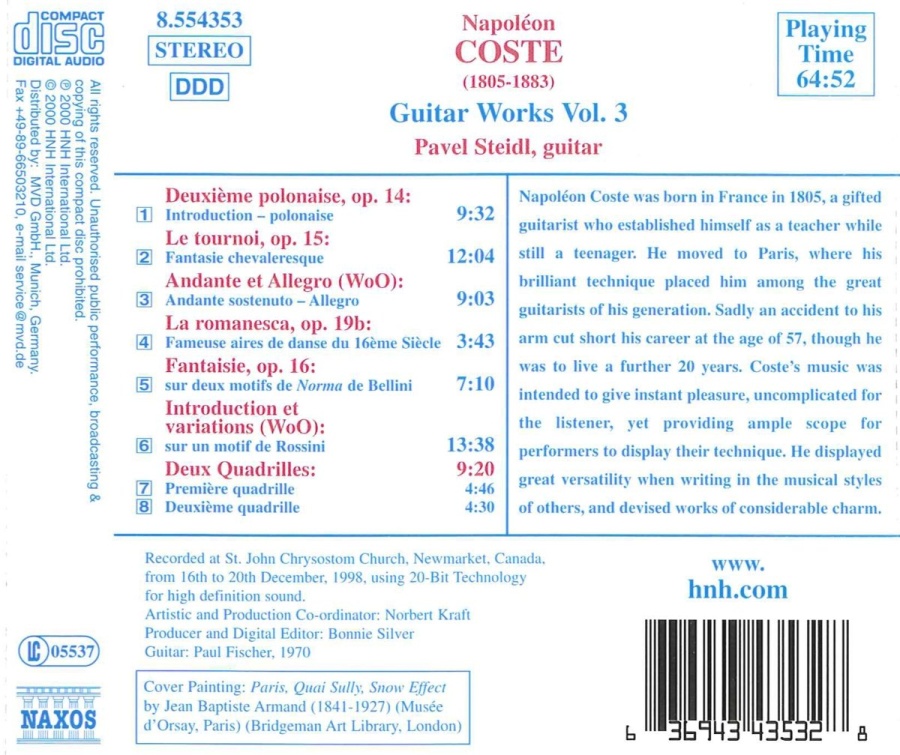 COMPACT
disc
DIGITAL AUDIO
8.554353
STEREO
DDD
Napoléon
COSTE
(1805-1883)
Guitar Works Vol. 3
Pavel Steidl, guitar
Playing
Time
64:52
All rights reserved. Unauthorised public performance, broadcasting &
copying of this compact disc prohibited.
℗ 2000 HNH International Ltd.
© 2000 HNH International Ltd.
Distributed by: MVD GmbH., Munich, Germany.
Fax +49-89-66503210, e-mail service@mvd.de
Deuxième polonaise, op. 14:
1 Introduction – polonaise 9:32
Le tournoi, op. 15:
2 Fantasie chevaleresque 12:04
Andante et Allegro (WoO):
3 Andante sostenuto – Allegro 9:03
La romanesca, op. 19b:
4 Fameuse aires de danse du 16ème Siècle 3:43
Fantaisie, op. 16:
5 sur deux motifs de Norma de Bellini 7:10
Introduction et
variations (WoO):
6 sur un motif de Rossini 13:38
Deux Quadrilles: 9:20
7 Première quadrille 4:46
8 Deuxième quadrille 4:30
Napoléon Coste was born in France in 1805, a gifted
guitarist who established himself as a teacher while
still a teenager. He moved to Paris, where his
brilliant technique placed him among the great
guitarists of his generation. Sadly an accident to his
arm cut short his career at the age of 57, though he
was to live a further 20 years. Coste's music was
intended to give instant pleasure, uncomplicated for
the listener, yet providing ample scope for
performers to display their technique. He displayed
great versatility when writing in the musical styles
of others, and devised works of considerable charm.
Recorded at St. John Chrysostom Church, Newmarket, Canada,
from 16th to 20th December, 1998, using 20-Bit Technology
for high definition sound.
Artistic and Production Co-ordinator: Norbert Kraft
Producer and Digital Editor: Bonnie Silver
Guitar: Paul Fischer, 1970
Cover Painting: Paris, Quai Sully, Snow Effect
by Jean Baptiste Armand (1841-1927) (Musée
d'Orsay, Paris) (Bridgeman Art Library, London)
www.
hnh.com
LC 05537
NAXOS
6 36943 43532 8